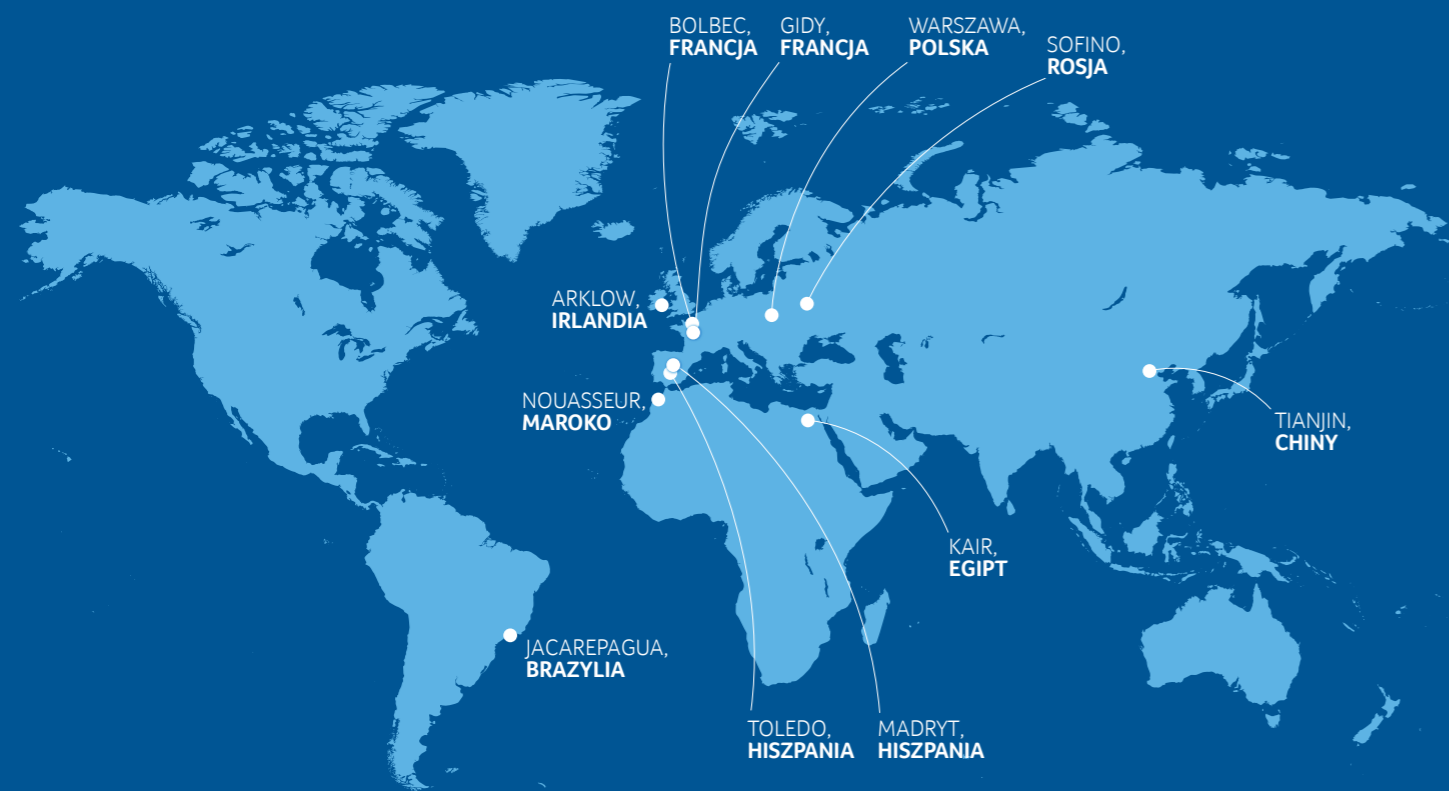 BOLBEC,
FRANCJA
GIDY,
FRANCJA
WARSZAWA,
POLSKA
SOFINO,
ROSJA
ARKLOW,
IRLANDIA
NOUASSEUR,
MAROKO
TIANJIN,
CHINY
KAIR,
EGIPT
JACAREPAGUA,
BRAZYLIA
TOLEDO,
HISZPANIA
MADRYT,
HISZPANIA